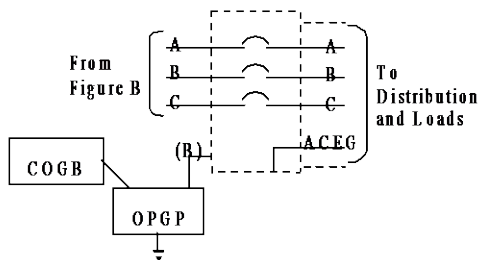 A A
From Figure B
B B
To Distribution and Loads
C C
(B)
ACEG
COGB
OPGP